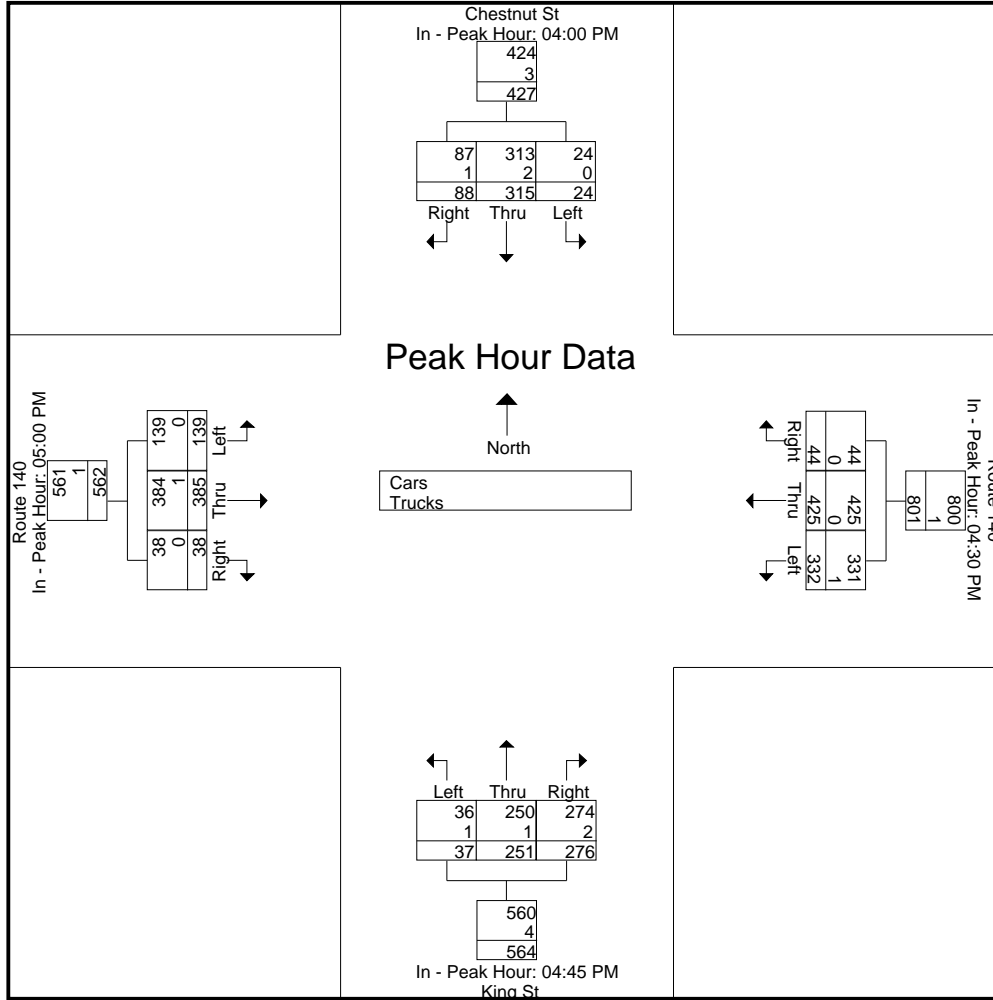 Chestnut St
In - Peak Hour: 04:00 PM
424
3
427
87 313 24
1 2 0
88 315 24
Right Thru Left
Peak Hour Data
North
Cars
Trucks
Route 140
In - Peak Hour: 05:00 PM
561
1
562
139 0 139 Left
384 1 385 Thru
38 0 38 Right
Right 44 0 44
Thru 425 0 425
Left 332 1 331
800
1
801
In - Peak Hour: 04:30 PM
Route 140
Left Thru Right
36 250 274
1 1 2
37 251 276
560
4
564
In - Peak Hour: 04:45 PM
King St